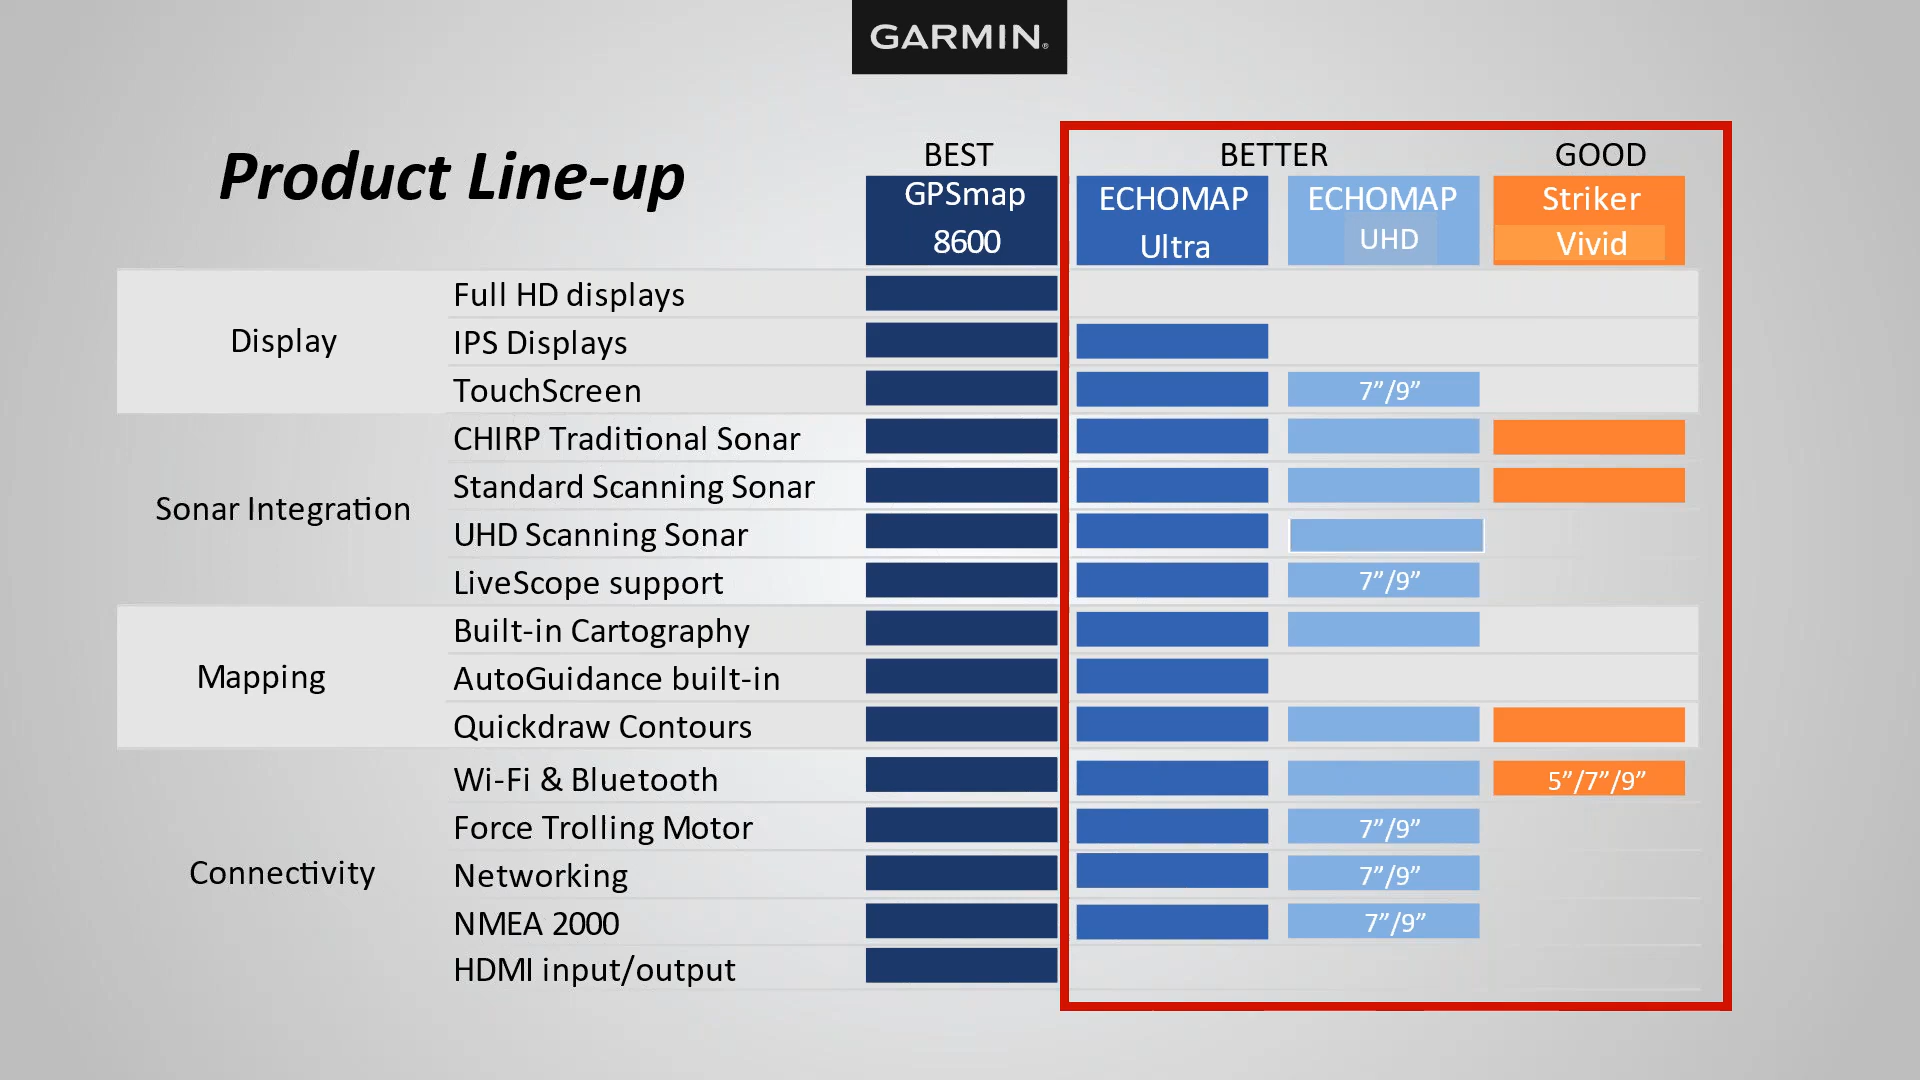 GARMIN®
Product Line-up
BEST
BETTER
GOOD
GPSmap
8600
ECHOMAP
Ultra
ECHOMAP
UHD
Striker
Vivid
Display
Full HD displays
IPS Displays
TouchScreen
7”/9”
Sonar Integration
CHIRP Traditional Sonar
Standard Scanning Sonar
UHD Scanning Sonar
LiveScope support
7”/9”
Mapping
Built-in Cartography
AutoGuidance built-in
Quickdraw Contours
Connectivity
Wi-Fi & Bluetooth
5”/7”/9”
Force Trolling Motor
7”/9”
Networking
7”/9”
NMEA 2000
7”/9”
HDMI input/output